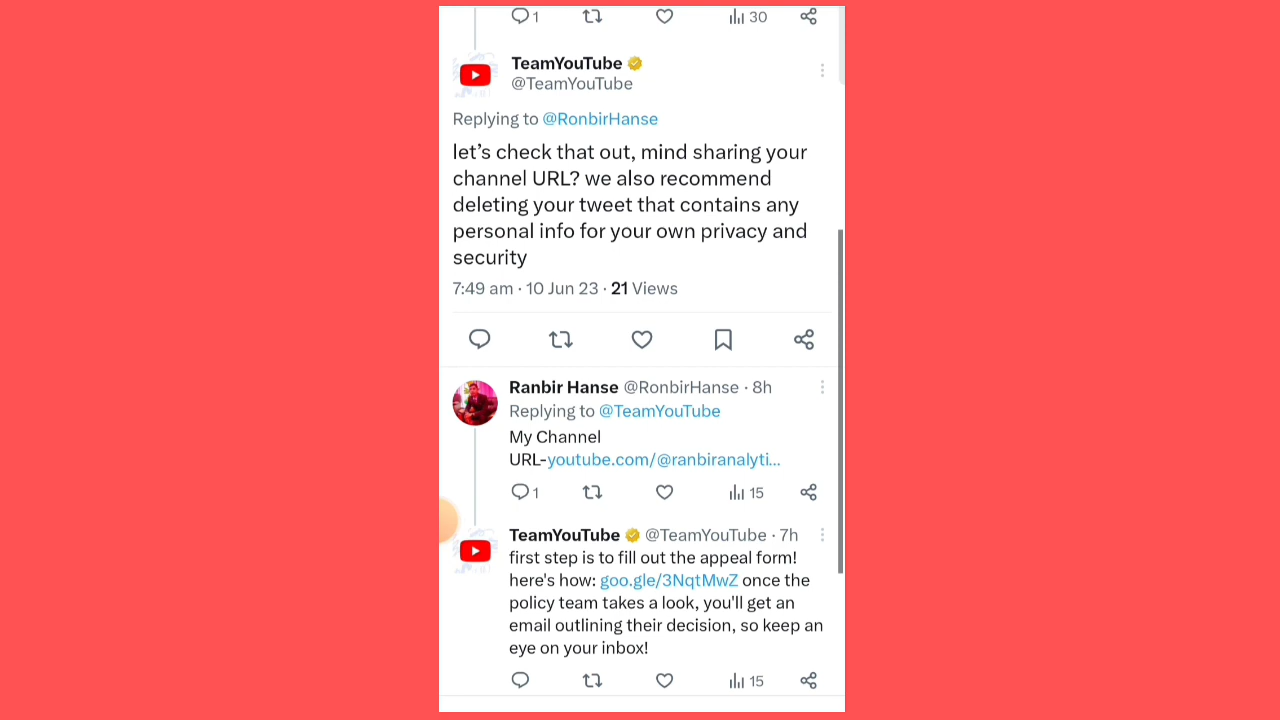 1 30
TeamYouTube
@TeamYouTube
Replying to @RonbirHanse
let’s check that out, mind sharing your
channel URL? we also recommend
deleting your tweet that contains any
personal info for your own privacy and
security
7:49 am · 10 Jun 23 · 21 Views
Ranbir Hanse @RonbirHanse · 8h
Replying to @TeamYouTube
My Channel
URL-youtube.com/@ranbiranalyti...
1 15
TeamYouTube @TeamYouTube · 7h
first step is to fill out the appeal form!
here's how: goo.gle/3NqtMwZ once the
policy team takes a look, you'll get an
email outlining their decision, so keep an
eye on your inbox!
15